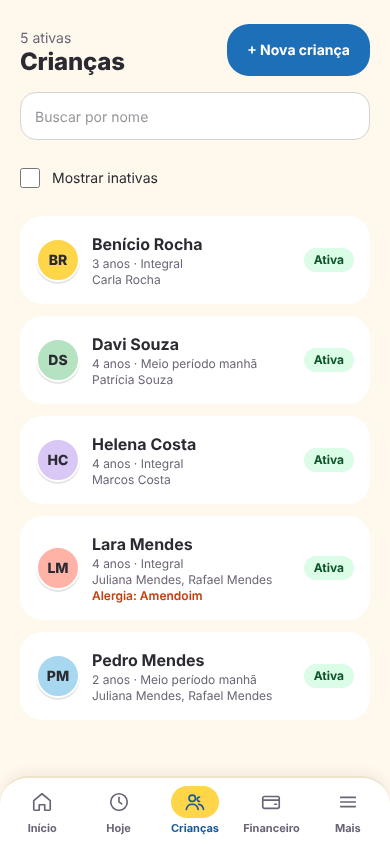 5 ativas
Crianças
+ Nova criança
Buscar por nome
Mostrar inativas
BR
Benício Rocha
3 anos · Integral
Carla Rocha
Ativa
DS
Davi Souza
4 anos · Meio período manhã
Patrícia Souza
Ativa
HC
Helena Costa
4 anos · Integral
Marcos Costa
Ativa
LM
Lara Mendes
4 anos · Integral
Juliana Mendes, Rafael Mendes
Alergia: Amendoim
Ativa
PM
Pedro Mendes
2 anos · Meio período manhã
Juliana Mendes, Rafael Mendes
Ativa
Início
Hoje
Crianças
Financeiro
Mais